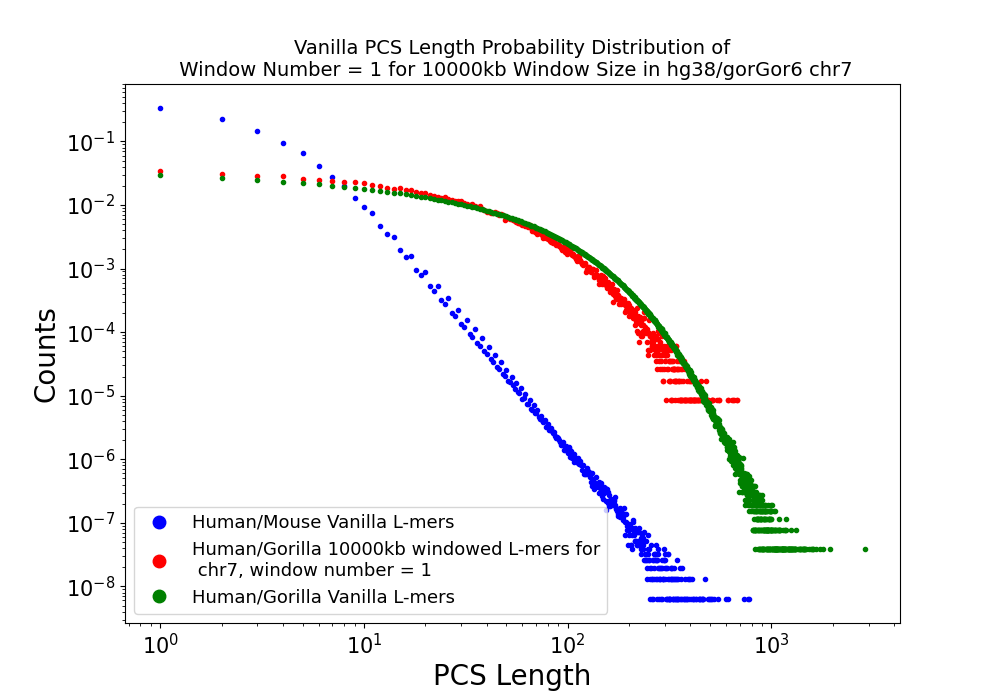 Vanilla PCS Length Probability Distribution of
Window Number = 1 for 10000kb Window Size in hg38/gorGor6 chr7
Counts
10⁻¹
10⁻²
10⁻³
10⁻⁴
10⁻⁵
10⁻⁶
10⁻⁷
10⁻⁸
Human/Mouse Vanilla L-mers
Human/Gorilla 10000kb windowed L-mers for
chr7, window number = 1
Human/Gorilla Vanilla L-mers
10⁰ 10¹ 10² 10³
PCS Length